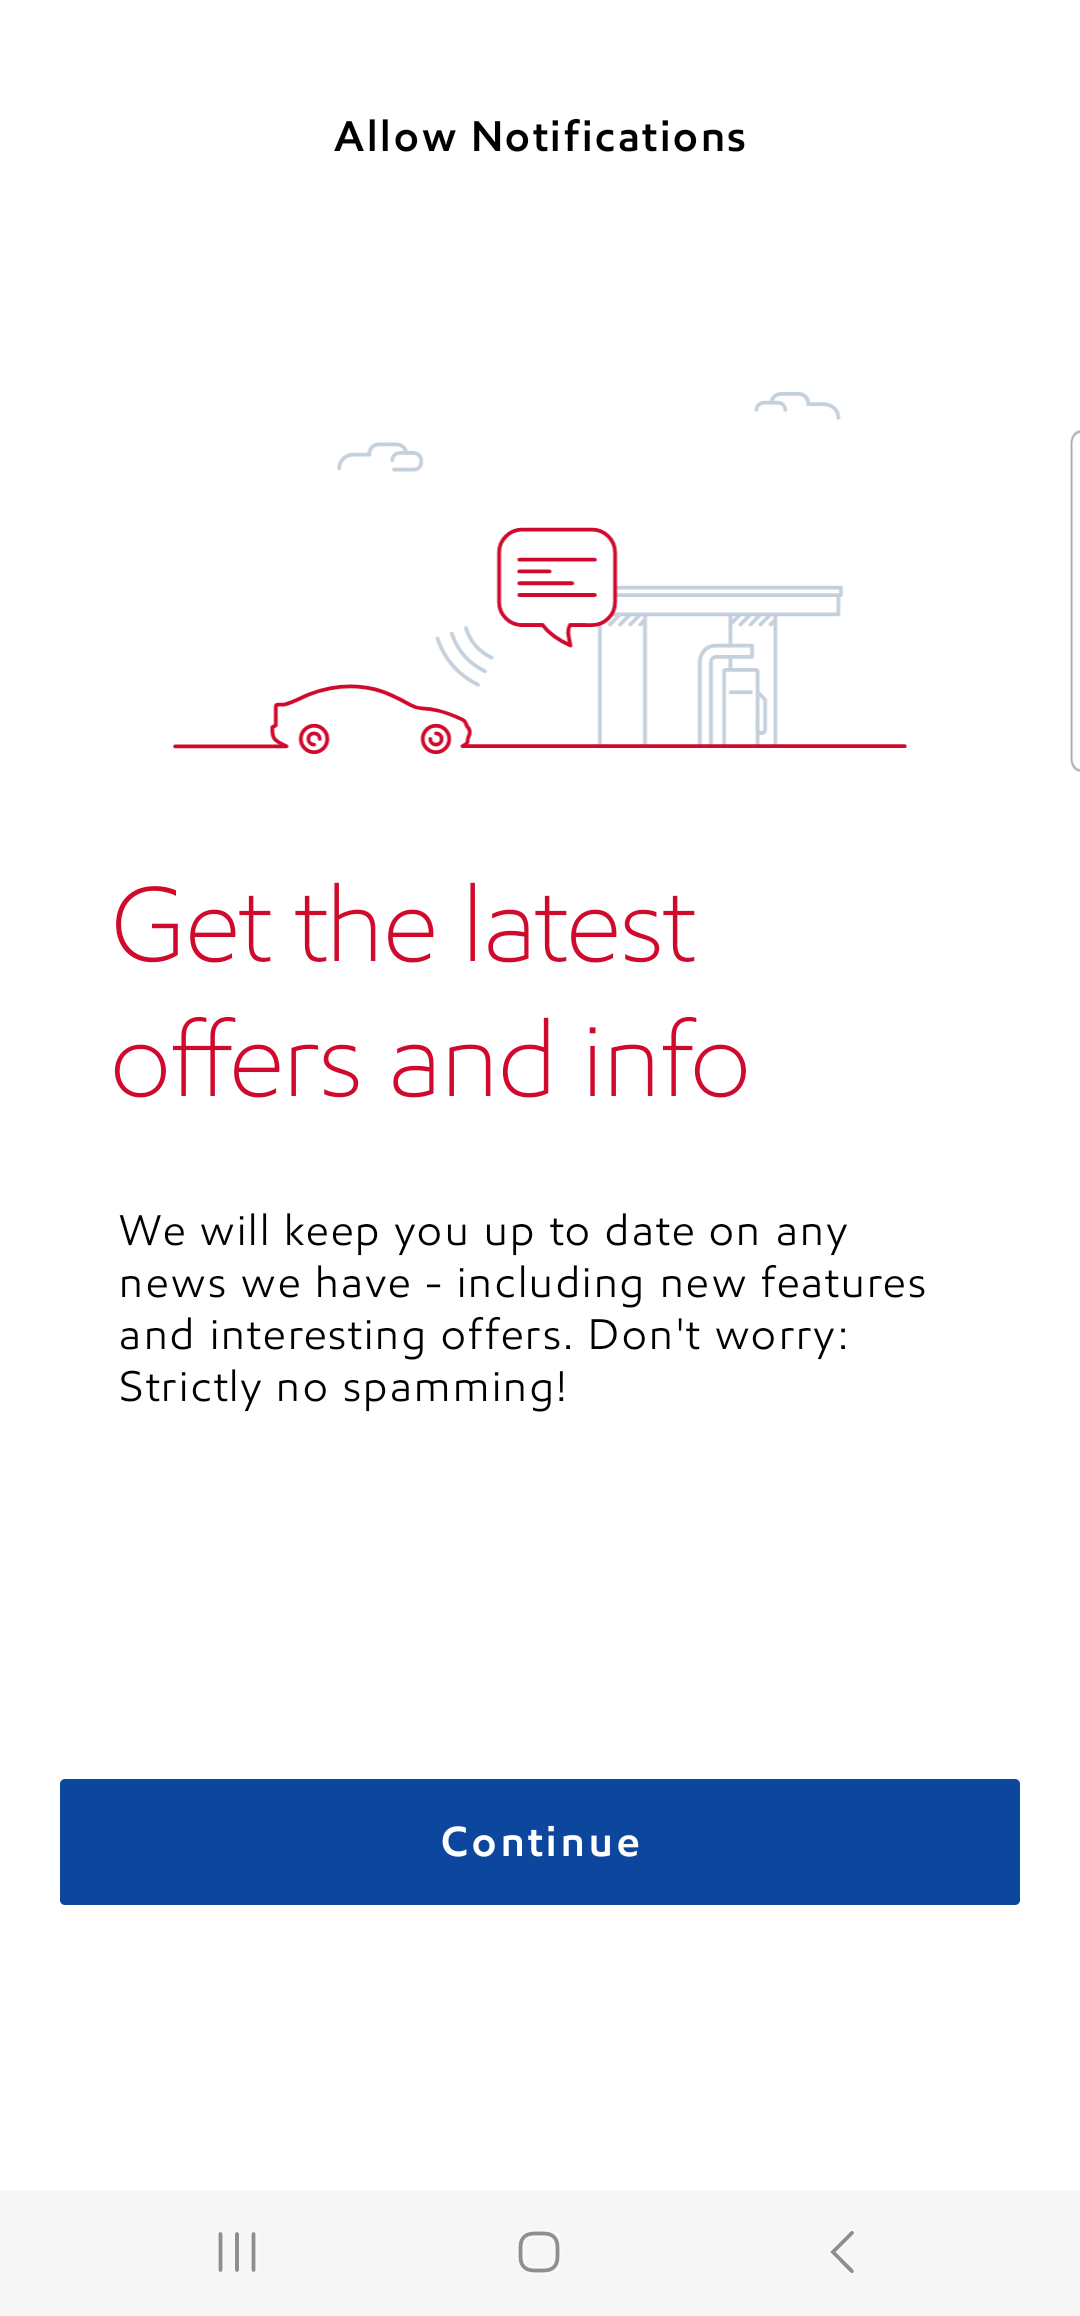 Allow Notifications
Get the latest
offers and info
We will keep you up to date on any
news we have - including new features
and interesting offers. Don't worry:
Strictly no spamming!
Continue